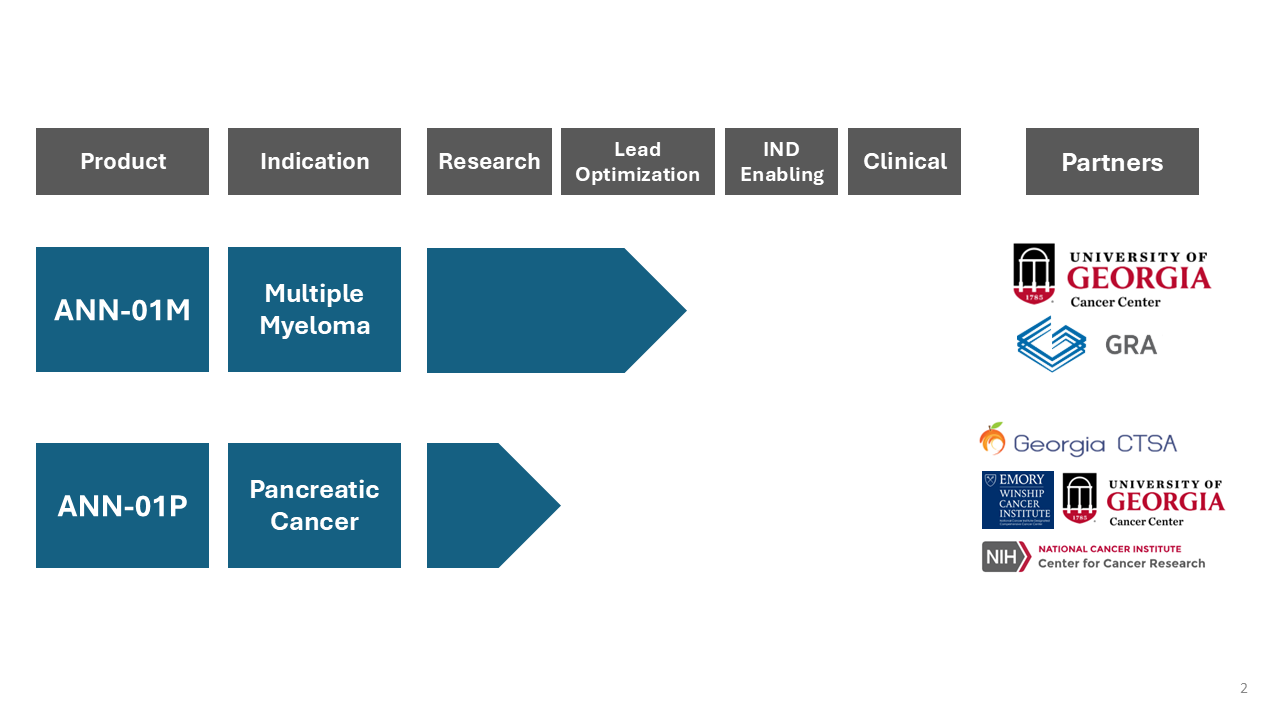 Product
Indication
Research
Lead
Optimization
IND
Enabling
Clinical
Partners
ANN-01M
Multiple
Myeloma
UNIVERSITY OF
GEORGIA
1785
Cancer Center
GRA
ANN-01P
Pancreatic
Cancer
Georgia CTSA
EMORY
WINSHIP
CANCER
INSTITUTE
UNIVERSITY OF
GEORGIA
1785
Cancer Center
NIH
NATIONAL CANCER INSTITUTE
Center for Cancer Research
2